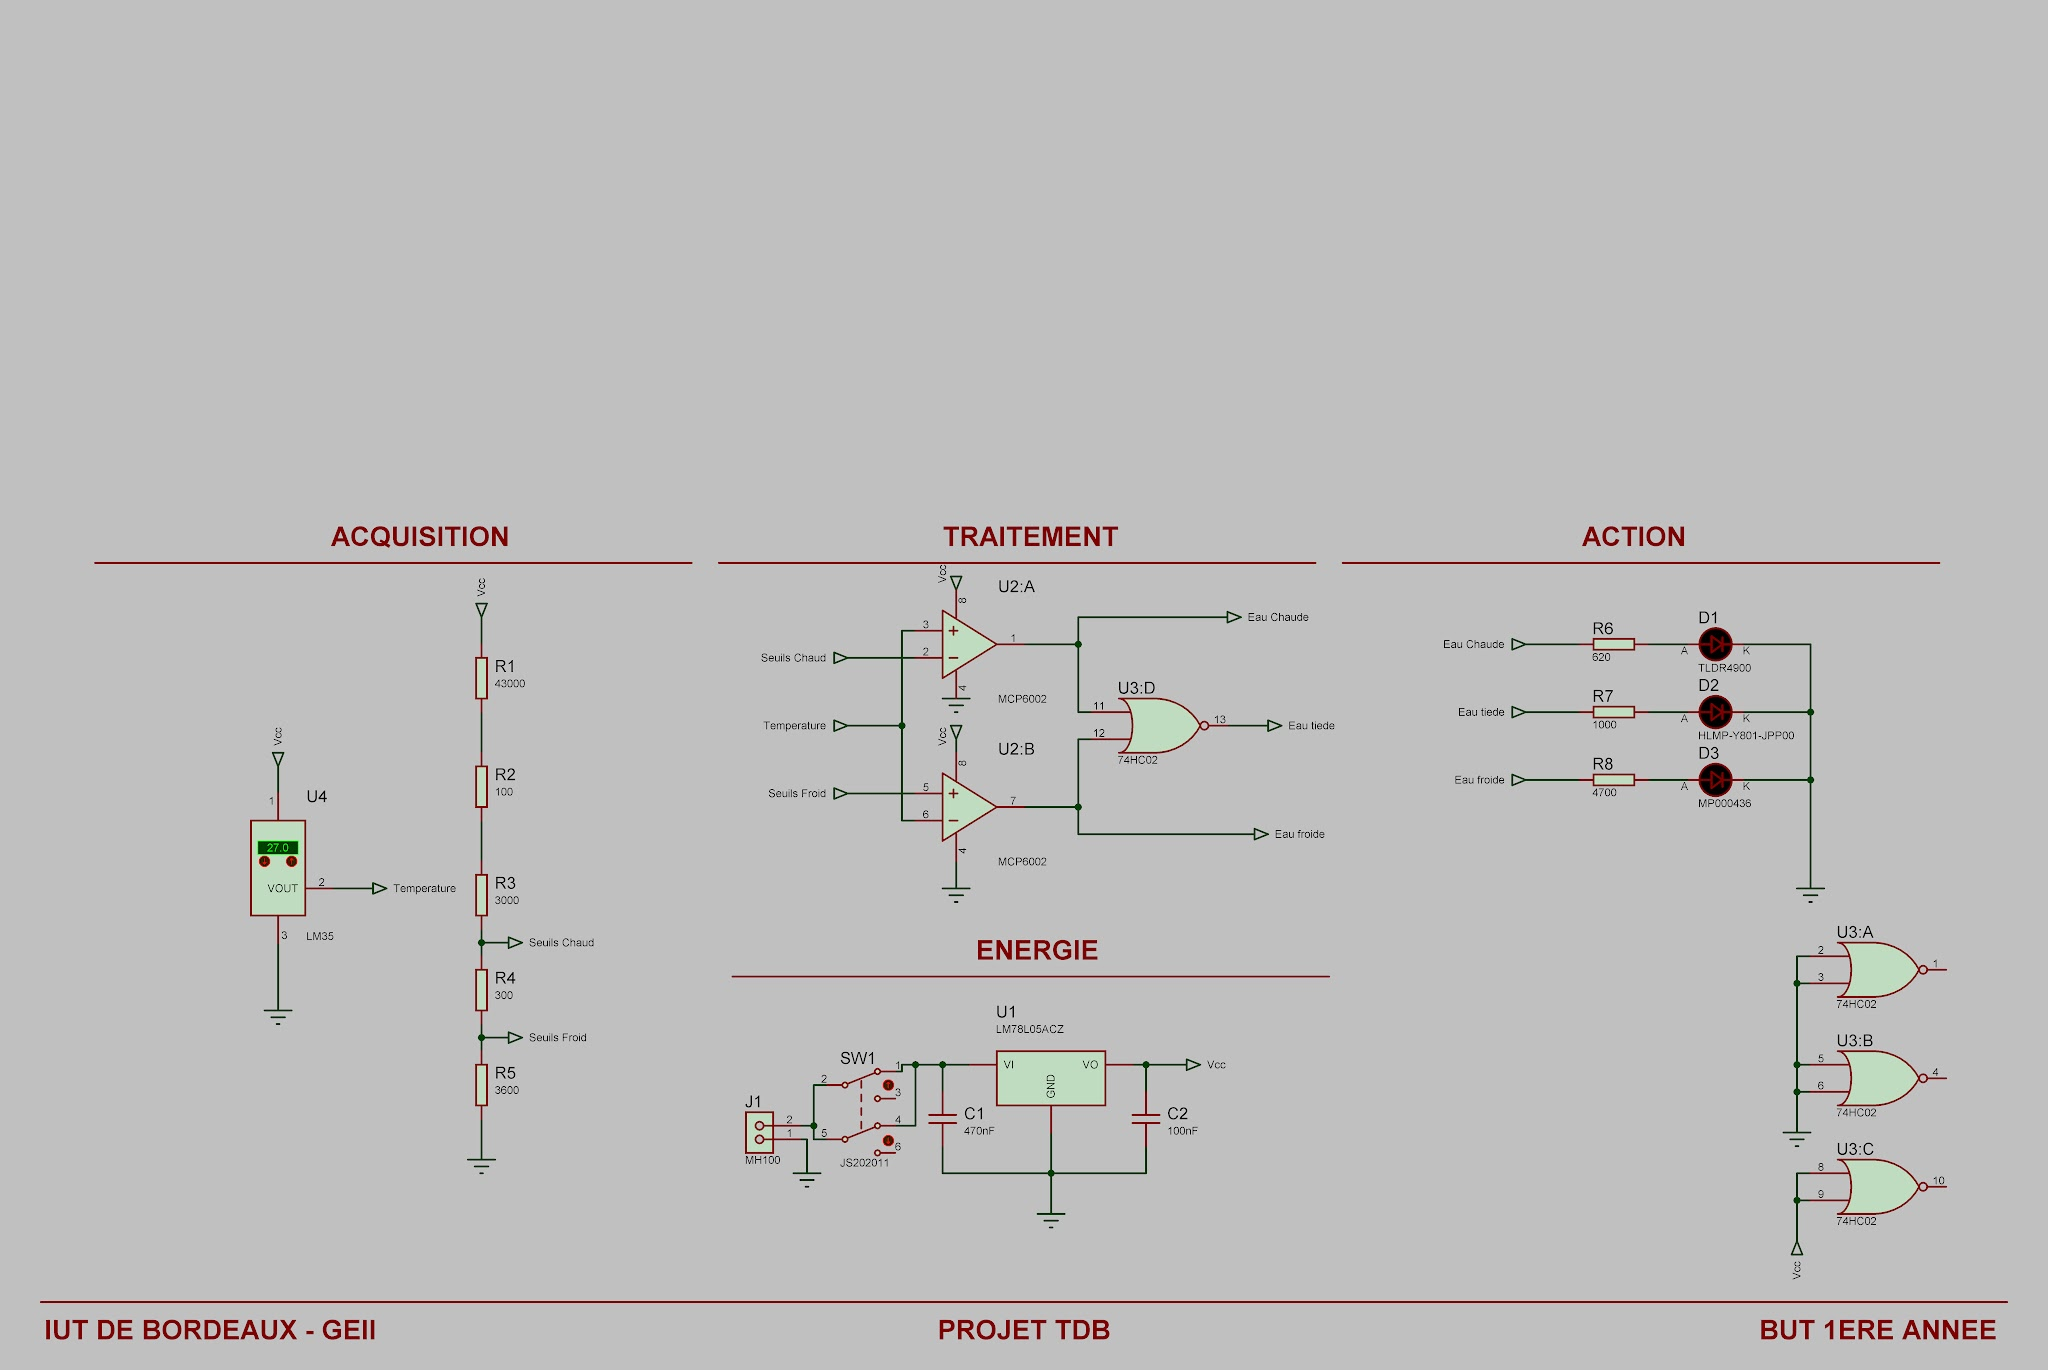 ACQUISITION
Vcc
R1
43000
R2
100
R3
3000
Seuils Chaud
R4
300
Seuils Froid
R5
3600
Vcc
1
U4
27.0
VOUT
2
Temperature
3
LM35
TRAITEMENT
Vcc
8
U2:A
3
2
1
4
MCP6002
Seuils Chaud
Temperature
Seuils Froid
Vcc
8
U2:B
5
6
7
4
MCP6002
Eau Chaude
U3:D
11
12
13
74HC02
Eau tiede
Eau froide
ACTION
Eau Chaude
R6
620
D1
A
K
TLDR4900
Eau tiede
R7
1000
D2
A
K
HLMP-Y801-JPP00
Eau froide
R8
4700
D3
A
K
MP000436
U3:A
2
3
1
74HC02
U3:B
5
6
4
74HC02
U3:C
8
9
10
74HC02
Vcc
ENERGIE
J1
2
1
MH100
SW1
2
1
3
5
4
6
JS202011
C1
470nF
U1
LM78L05ACZ
VI
VO
GND
C2
100nF
Vcc
IUT DE BORDEAUX - GEII
PROJET TDB
BUT 1ERE ANNEE